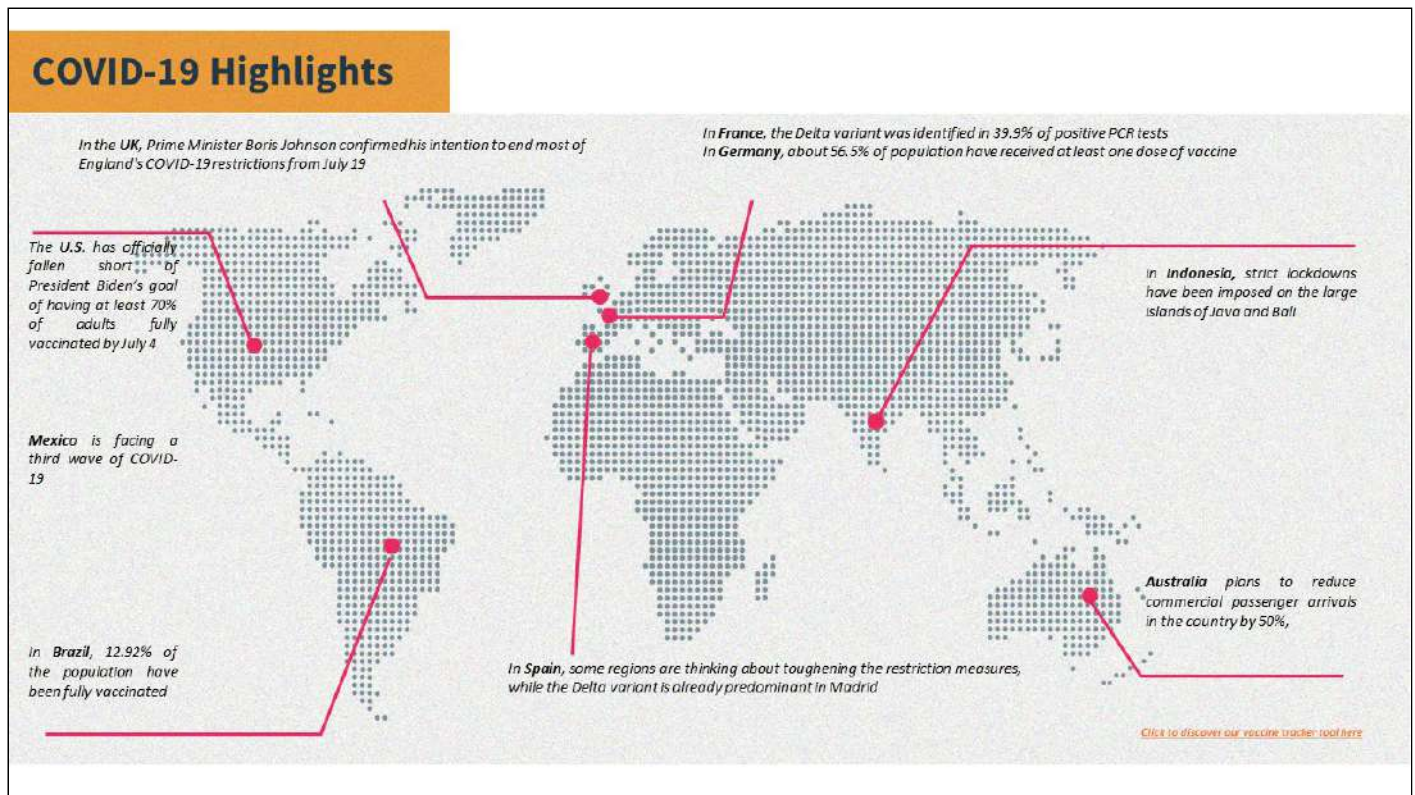 COVID-19 Highlights
In the UK, Prime Minister Boris Johnson confirmed his intention to end most of
England's COVID-19 restrictions from July 19
In France, the Delta variant was identified in 39.9% of positive PCR tests
In Germany, about 56.5% of population have received at least one dose of vaccine
The U.S. has officially
fallen short of
President Biden's goal
of having at least 70%
of adults fully
vaccinated by July 4
In Indonesia, strict lockdowns
have been imposed on the large
islands of Java and Bali
Mexico is facing a
third wave of COVID-
19
Australia plans to reduce
commercial passenger arrivals
in the country by 50%,
In Brazil, 12.92% of
the population have
been fully vaccinated
In Spain, some regions are thinking about toughening the restriction measures,
while the Delta variant is already predominant in Madrid
Click to discover our vaccine tracker tool here